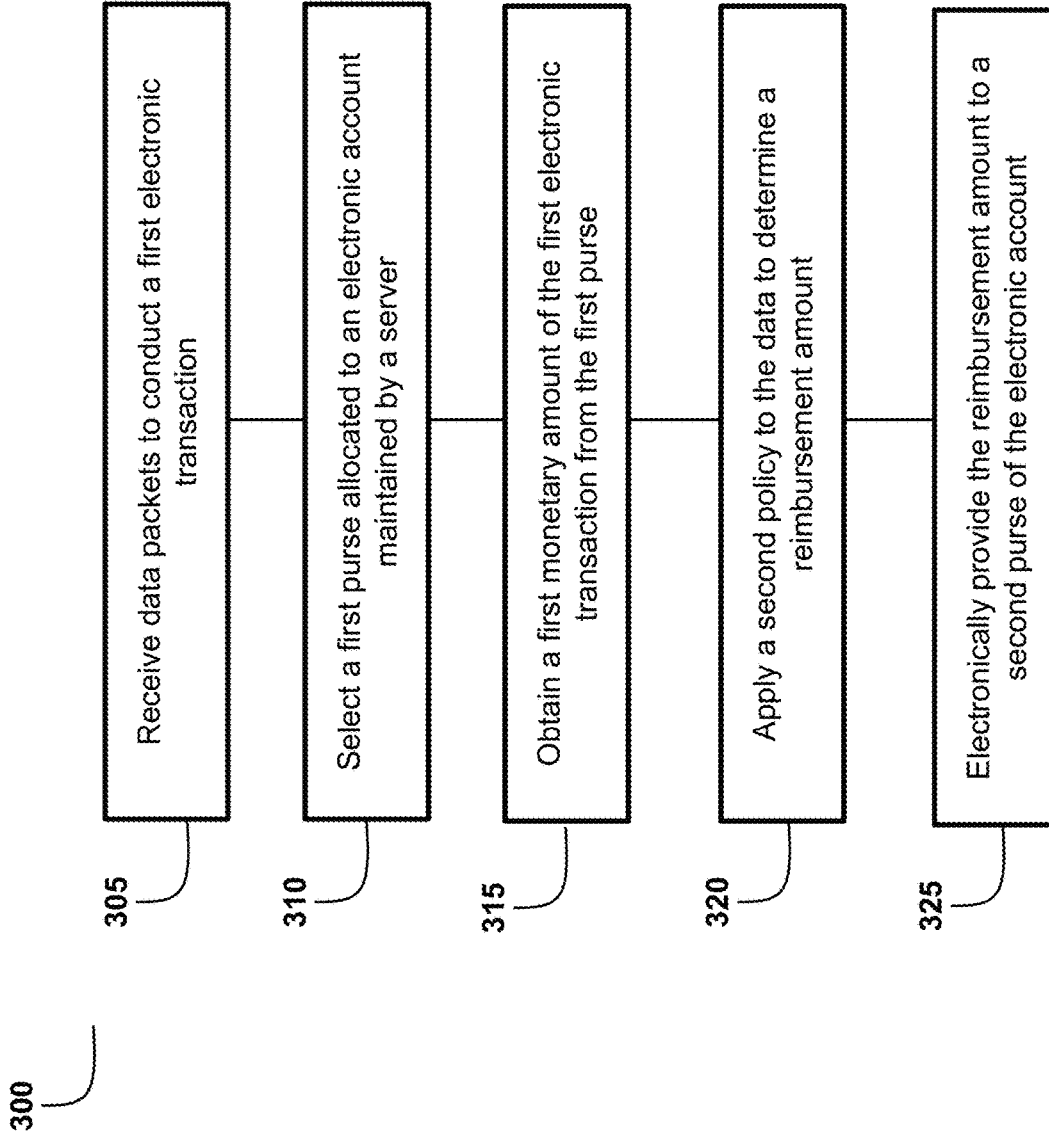 300
305
Receive data packets to conduct a first electronic
transaction
310
Select a first purse allocated to an electronic account
maintained by a server
315
Obtain a first monetary amount of the first electronic
transaction from the first purse
320
Apply a second policy to the data to determine a
reimbursement amount
325
Electronically provide the reimbursement amount to a
second purse of the electronic account